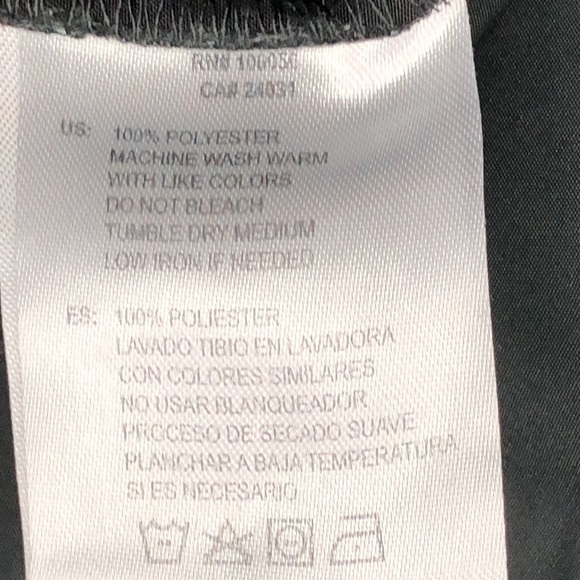 RN# 106056
CA# 24031
US: 100% POLYESTER
MACHINE WASH WARM
WITH LIKE COLORS
DO NOT BLEACH
TUMBLE DRY MEDIUM
LOW IRON IF NEEDED
ES: 100% POLIESTER
LAVADO TIBIO EN LAVADORA
CON COLORES SIMILARES
NO USAR BLANQUEADOR
PROCESO DE SECADO SUAVE
PLANCHAR A BAJA TEMPERATURA
SI ES NECESARIO